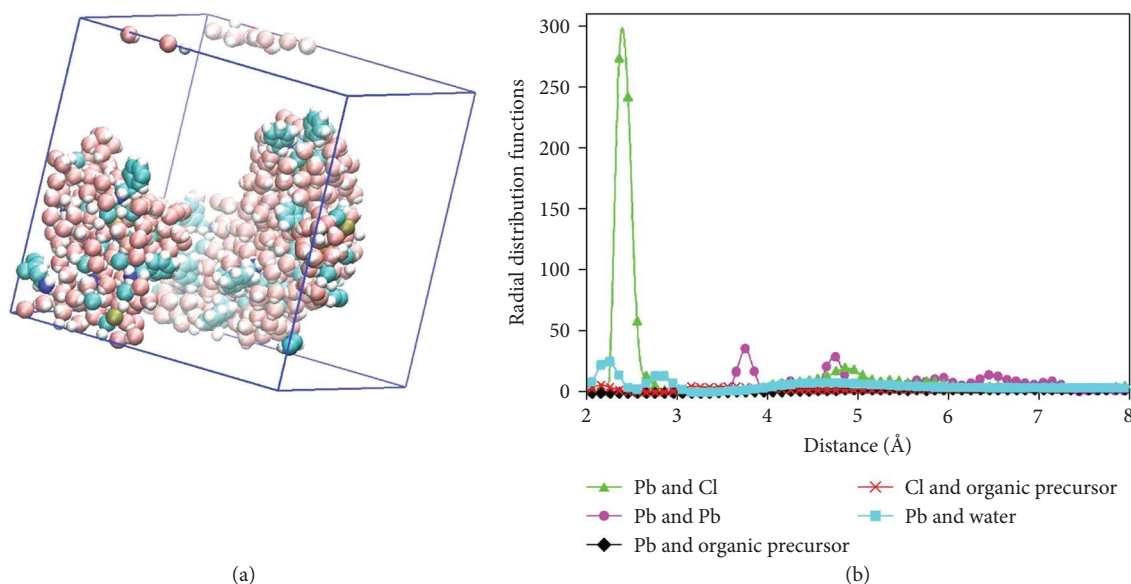 300
250
200
150
100
50
0
Radial distribution functions
2 3 4 5 6 7 8
Distance (Å)
Pb and Cl
Pb and Pb
Pb and organic precursor
Cl and organic precursor
Pb and water
(a)
(b)